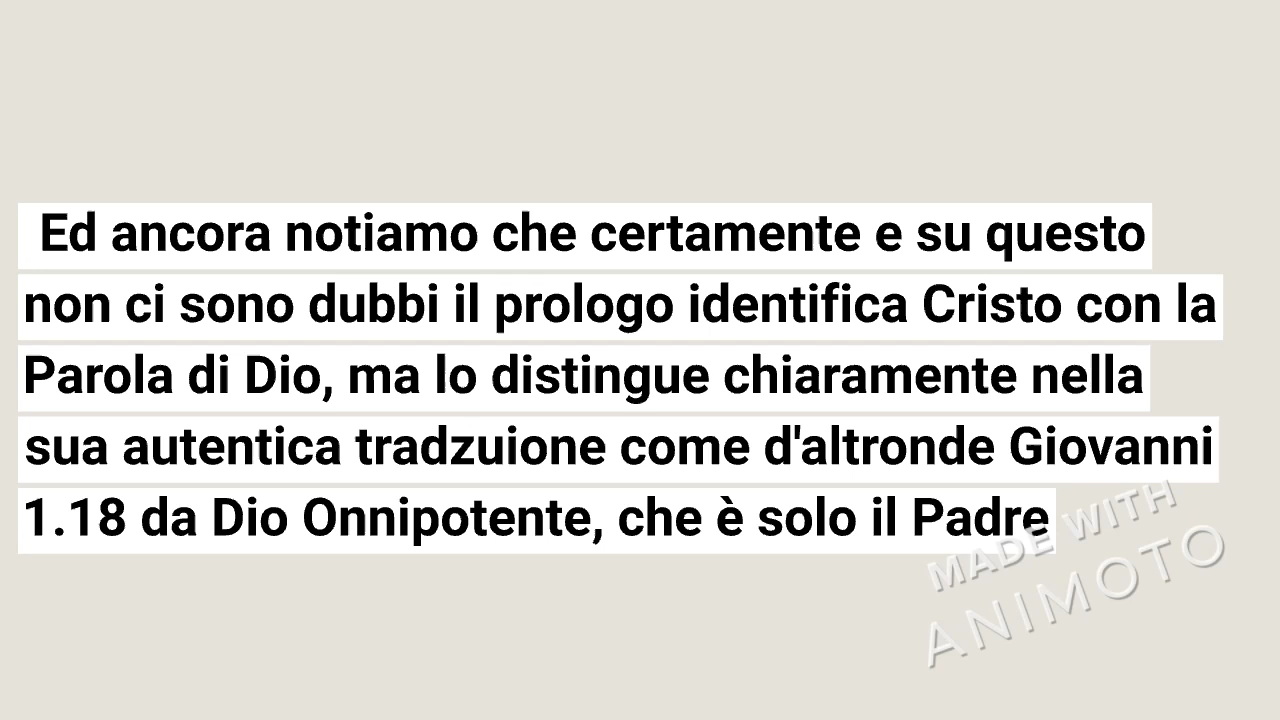 Ed ancora notiamo che certamente e su questo
non ci sono dubbi il prologo identifica Cristo con la
Parola di Dio, ma lo distingue chiaramente nella
sua autentica tradzuione come d'altronde Giovanni
1.18 da Dio Onnipotente, che è solo il Padre
MADE WITH
ANIMOTO